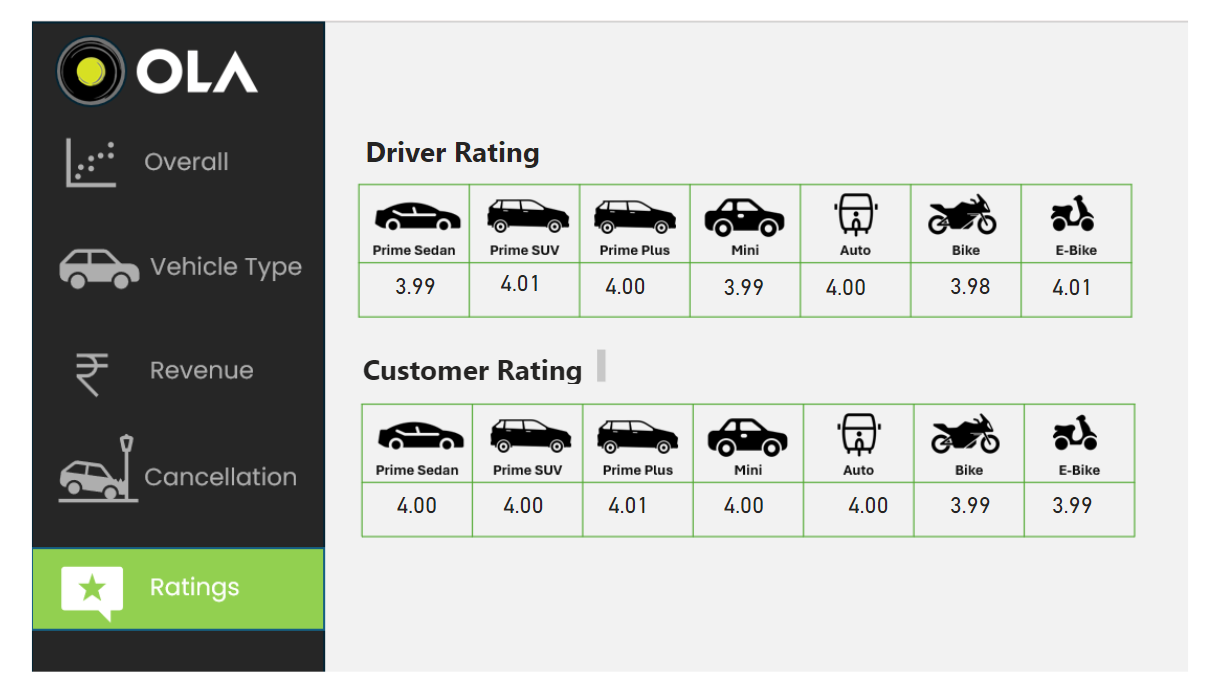 OLA
Overall
Vehicle Type
Revenue
Cancellation
Ratings
Driver Rating
Prime Sedan Prime SUV Prime Plus Mini Auto Bike E-Bike
3.99 4.01 4.00 3.99 4.00 3.98 4.01
Customer Rating
Prime Sedan Prime SUV Prime Plus Mini Auto Bike E-Bike
4.00 4.00 4.01 4.00 4.00 3.99 3.99